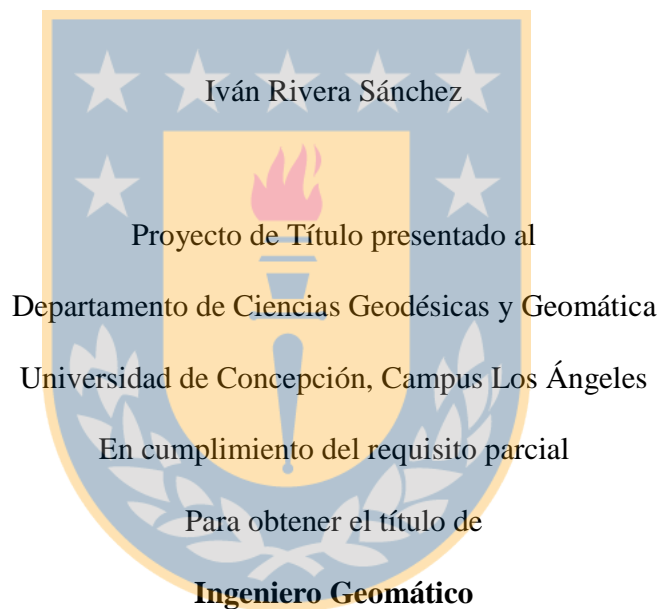 Iván Rivera Sánchez
Proyecto de Título presentado al
Departamento de Ciencias Geodésicas y Geomática
Universidad de Concepción, Campus Los Ángeles
En cumplimiento del requisito parcial
Para obtener el título de
Ingeniero Geomático